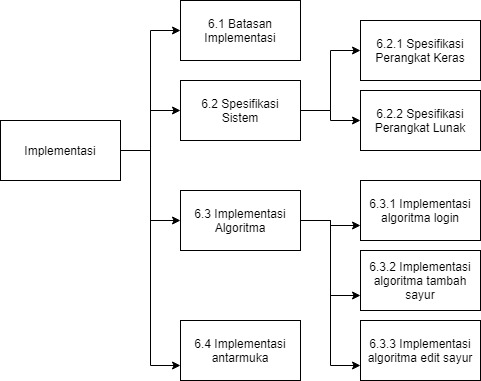 Implementasi
6.1 Batasan
Implementasi
6.2 Spesifikasi
Sistem
6.2.1 Spesifikasi
Perangkat Keras
6.2.2 Spesifikasi
Perangkat Lunak
6.3 Implementasi
Algoritma
6.3.1 Implementasi
algoritma login
6.3.2 Implementasi
algoritma tambah
sayur
6.3.3 Implementasi
algoritma edit sayur
6.4 Implementasi
antarmuka